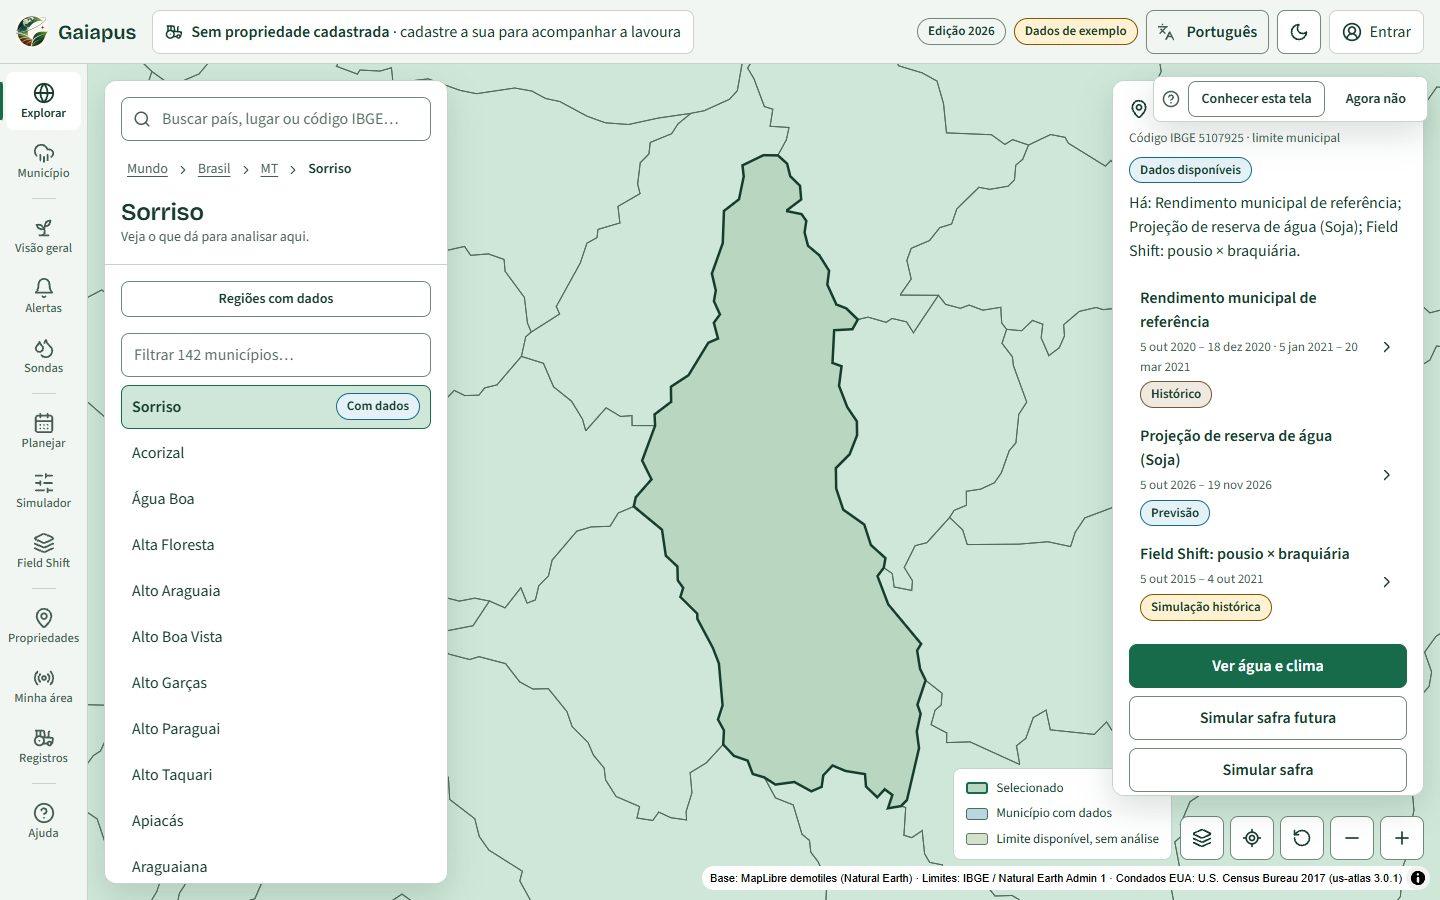 Gaiapus
Sem propriedade cadastrada · cadastre a sua para acompanhar a lavoura
Edição 2026
Dados de exemplo
Português
Entrar
Explorar
Município
Visão geral
Alertas
Sondas
Planejar
Simulador
Field Shift
Propriedades
Minha área
Registros
Ajuda
Buscar país, lugar ou código IBGE…
Mundo > Brasil > MT > Sorriso
Sorriso
Veja o que dá para analisar aqui.
Regiões com dados
Filtrar 142 municípios…
Sorriso
Com dados
Acorizal
Água Boa
Alta Floresta
Alto Araguaia
Alto Boa Vista
Alto Garças
Alto Paraguai
Alto Taquari
Apiacás
Araguaiana
Conhecer esta tela
Agora não
Código IBGE 5107925 · limite municipal
Dados disponíveis
Há: Rendimento municipal de referência;
Projeção de reserva de água (Soja); Field
Shift: pousio × braquiária.
Rendimento municipal de
referência
5 out 2020 – 18 dez 2020 · 5 jan 2021 – 20
mar 2021
Histórico
Projeção de reserva de água
(Soja)
5 out 2026 – 19 nov 2026
Previsão
Field Shift: pousio × braquiária
5 out 2015 – 4 out 2021
Simulação histórica
Ver água e clima
Simular safra futura
Simular safra
Selecionado
Município com dados
Limite disponível, sem análise
Base: MapLibre demotiles (Natural Earth) · Limites: IBGE / Natural Earth Admin 1 · Condados EUA: U.S. Census Bureau 2017 (us-atlas 3.0.1)